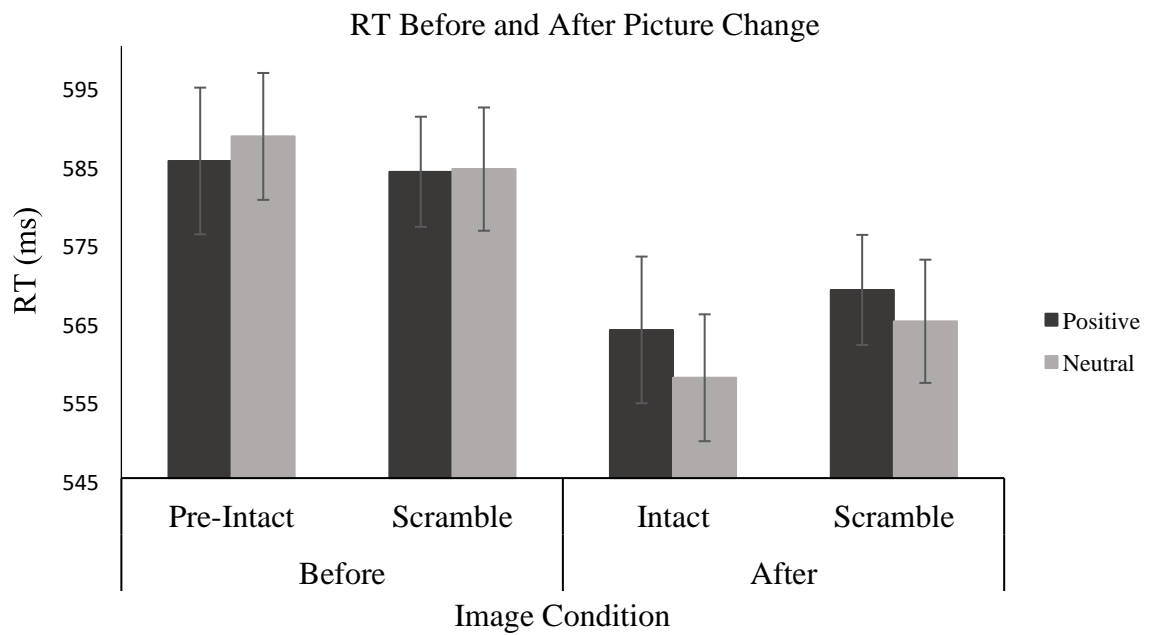 RT Before and After Picture Change
595
585
575
565
555
545
RT (ms)
Positive
Neutral
Pre-Intact Scramble Intact Scramble
Before After
Image Condition